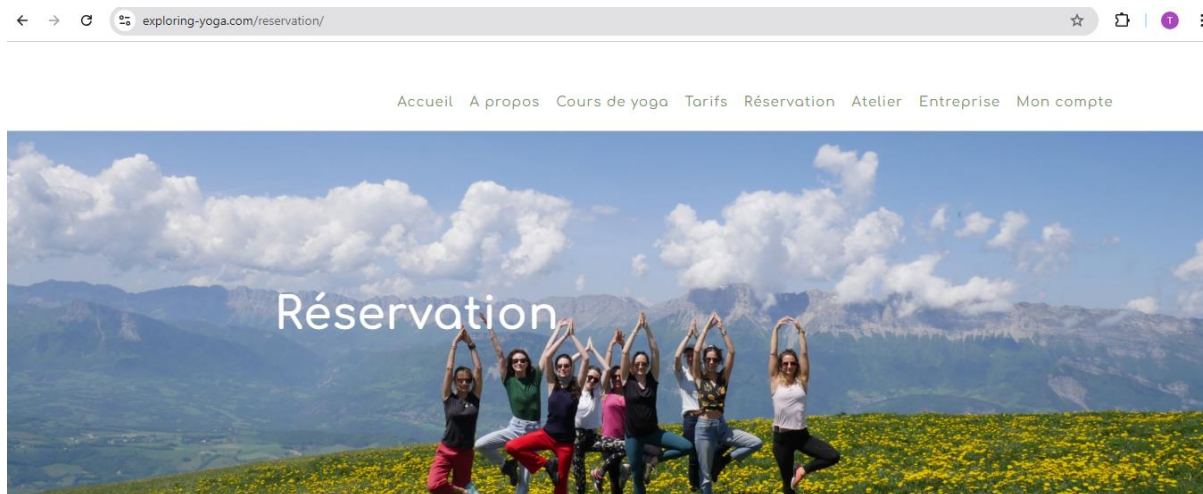 exploring-yoga.com/reservation/
T
Accueil A propos Cours de yoga Tarifs Réservation Atelier Entreprise Mon compte
Réservation